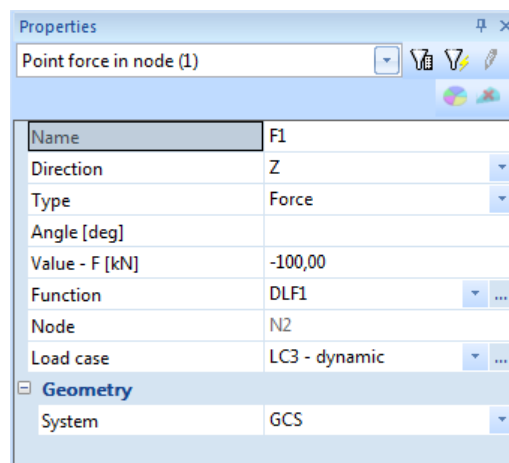 Properties
Point force in node (1)
Name F1
Direction Z
Type Force
Angle [deg]
Value - F [kN] -100,00
Function DLF1 ...
Node N2
Load case LC3 - dynamic ...
Geometry
System GCS